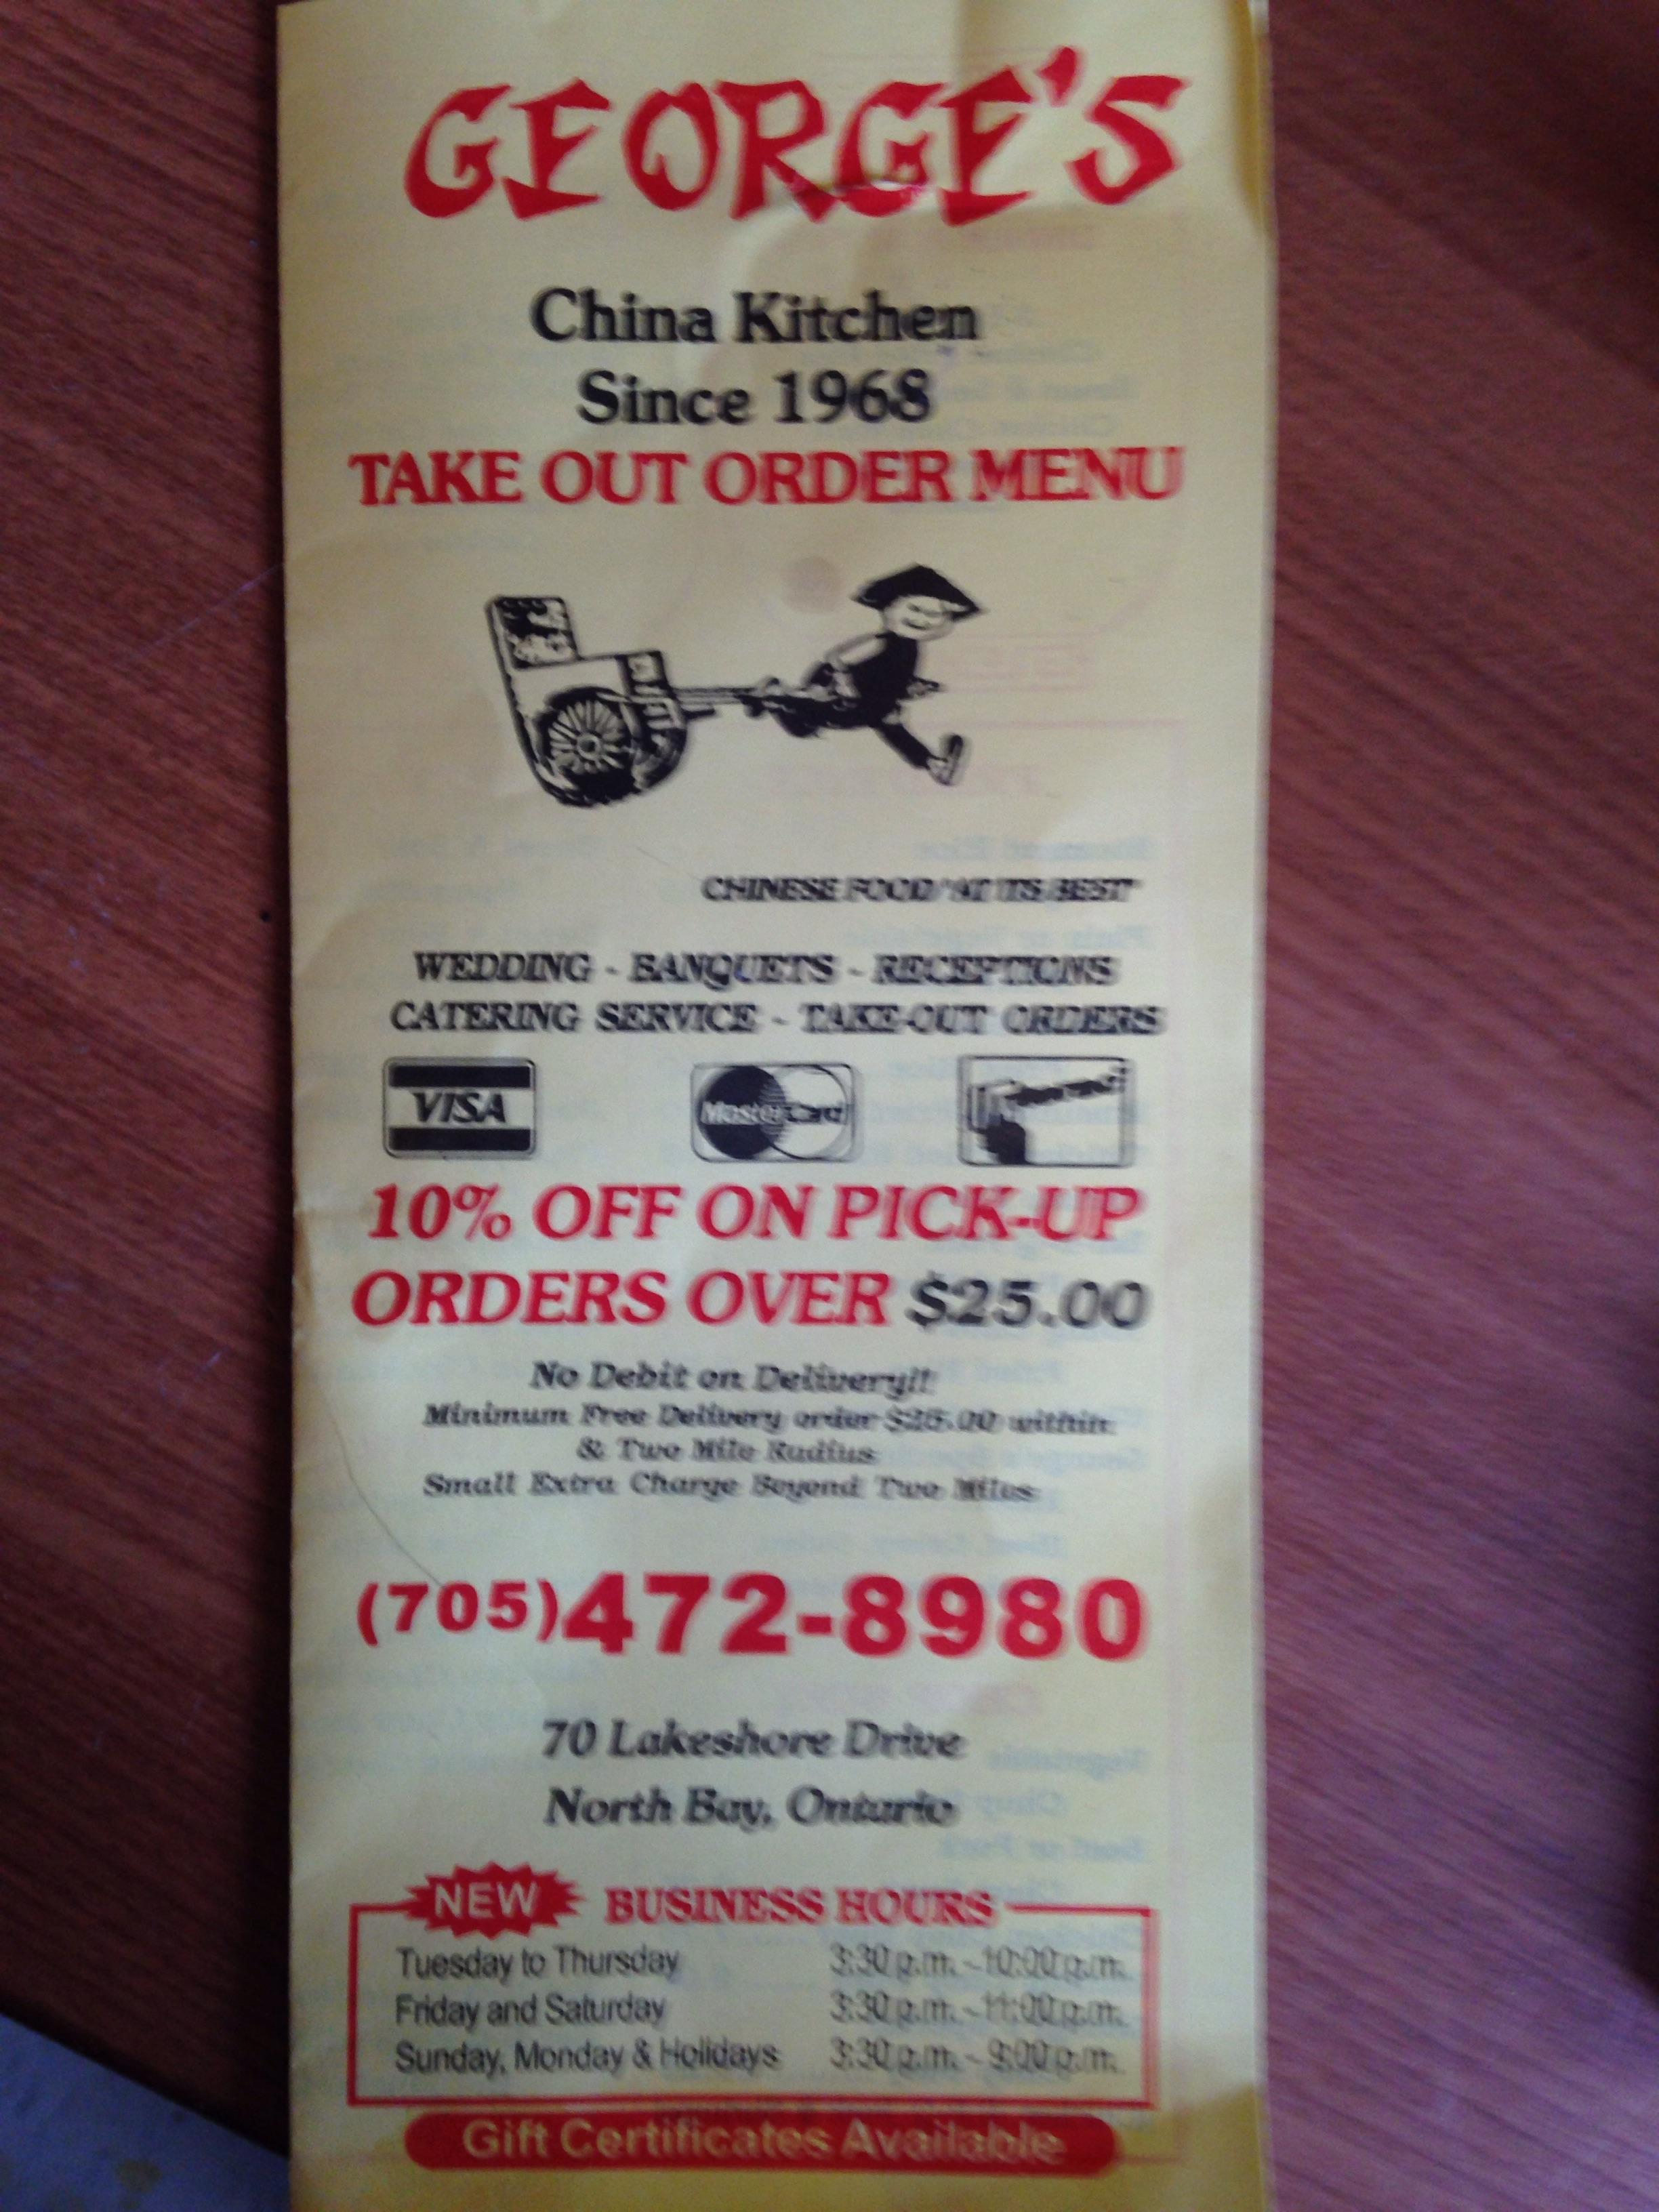 GEORGE'S
China Kitchen
Since 1968
TAKE OUT ORDER MENU
CHINESE FOOD "AT ITS BEST"
WEDDING - BANQUETS - RECEPTIONS
CATERING SERVICE - TAKE-OUT ORDERS
VISA
MasterCard
10% OFF ON PICK-UP
ORDERS OVER $25.00
No Debit on Delivery!!
Minimum Free Delivery order $25.00 within
& Two Mile Radius
Small Extra Charge Beyond Two Miles
(705)472-8980
70 Lakeshore Drive
North Bay, Ontario
NEW BUSINESS HOURS
Tuesday to Thursday 3:30 p.m. - 10:00 p.m.
Friday and Saturday 3:30 p.m. - 11:00 p.m.
Sunday, Monday & Holidays 3:30 p.m. - 9:00 p.m.
Gift Certificates Available